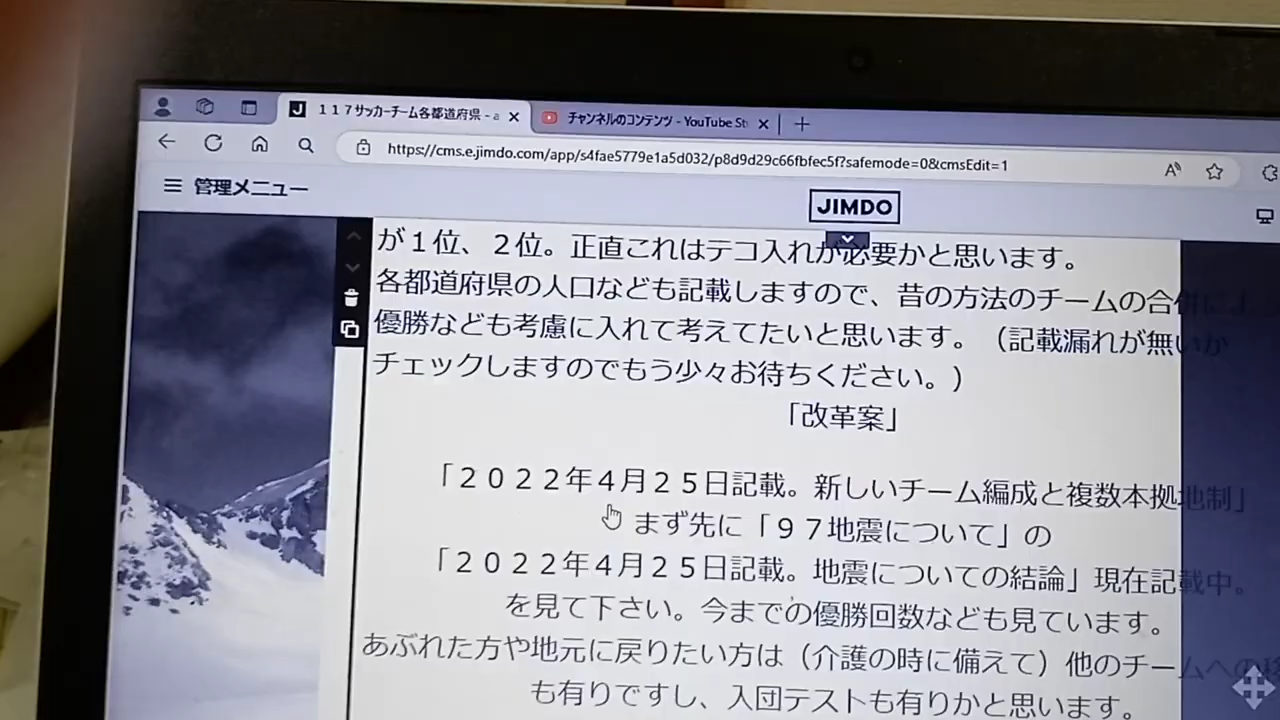 117サッカーチーム各都道府県 - a
チャンネルのコンテンツ - YouTube St
https://cms.e.jimdo.com/app/s4fae5779e1a5d032/p8d9d29c66fbfec5f?safemode=0&cmsEdit=1
管理メニュー
JIMDO
が1位、2位。正直これはテコ入れが必要かと思います。
各都道府県の人口なども記載しますので、昔の方法のチームの合併に
優勝なども考慮に入れて考えてたいと思います。（記載漏れが無いか
チェックしますのでもう少々お待ちください。）
「改革案」
「2022年4月25日記載。新しいチーム編成と複数本拠地制」
まず先に「97地震について」の
「2022年4月25日記載。地震についての結論」現在記載中。
を見て下さい。今までの優勝回数なども見ています。
あぶれた方や地元に戻りたい方は（介護の時に備えて）他のチームへの移
も有りですし、入団テストも有りかと思います。